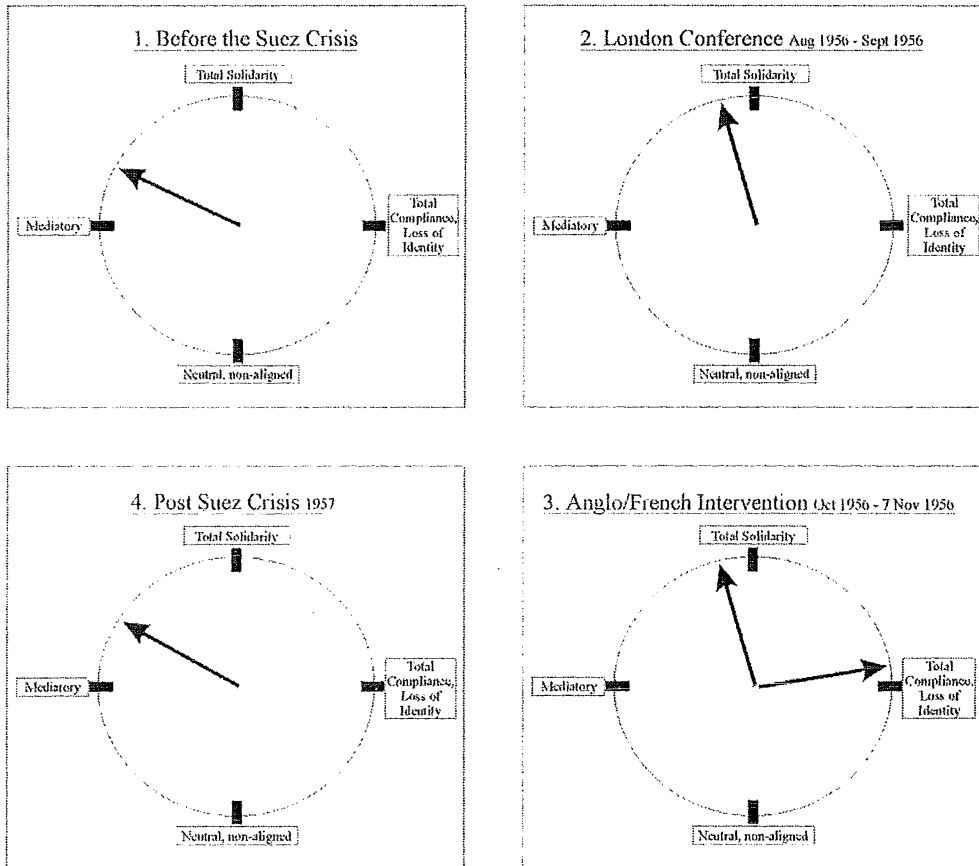 1. Before the Suez Crisis
Total Solidarity
Mediatory
Total
Compliance,
Loss of
Identity
Neutral, non-aligned
2. London Conference Aug 1956 - Sept 1956
Total Solidarity
Mediatory
Total
Compliance,
Loss of
Identity
Neutral, non-aligned
4. Post Suez Crisis 1957
Total Solidarity
Mediatory
Total
Compliance,
Loss of
Identity
Neutral, non-aligned
3. Anglo/French Intervention Oct 1956 - 7 Nov 1956
Total Solidarity
Mediatory
Total
Compliance,
Loss of
Identity
Neutral, non-aligned